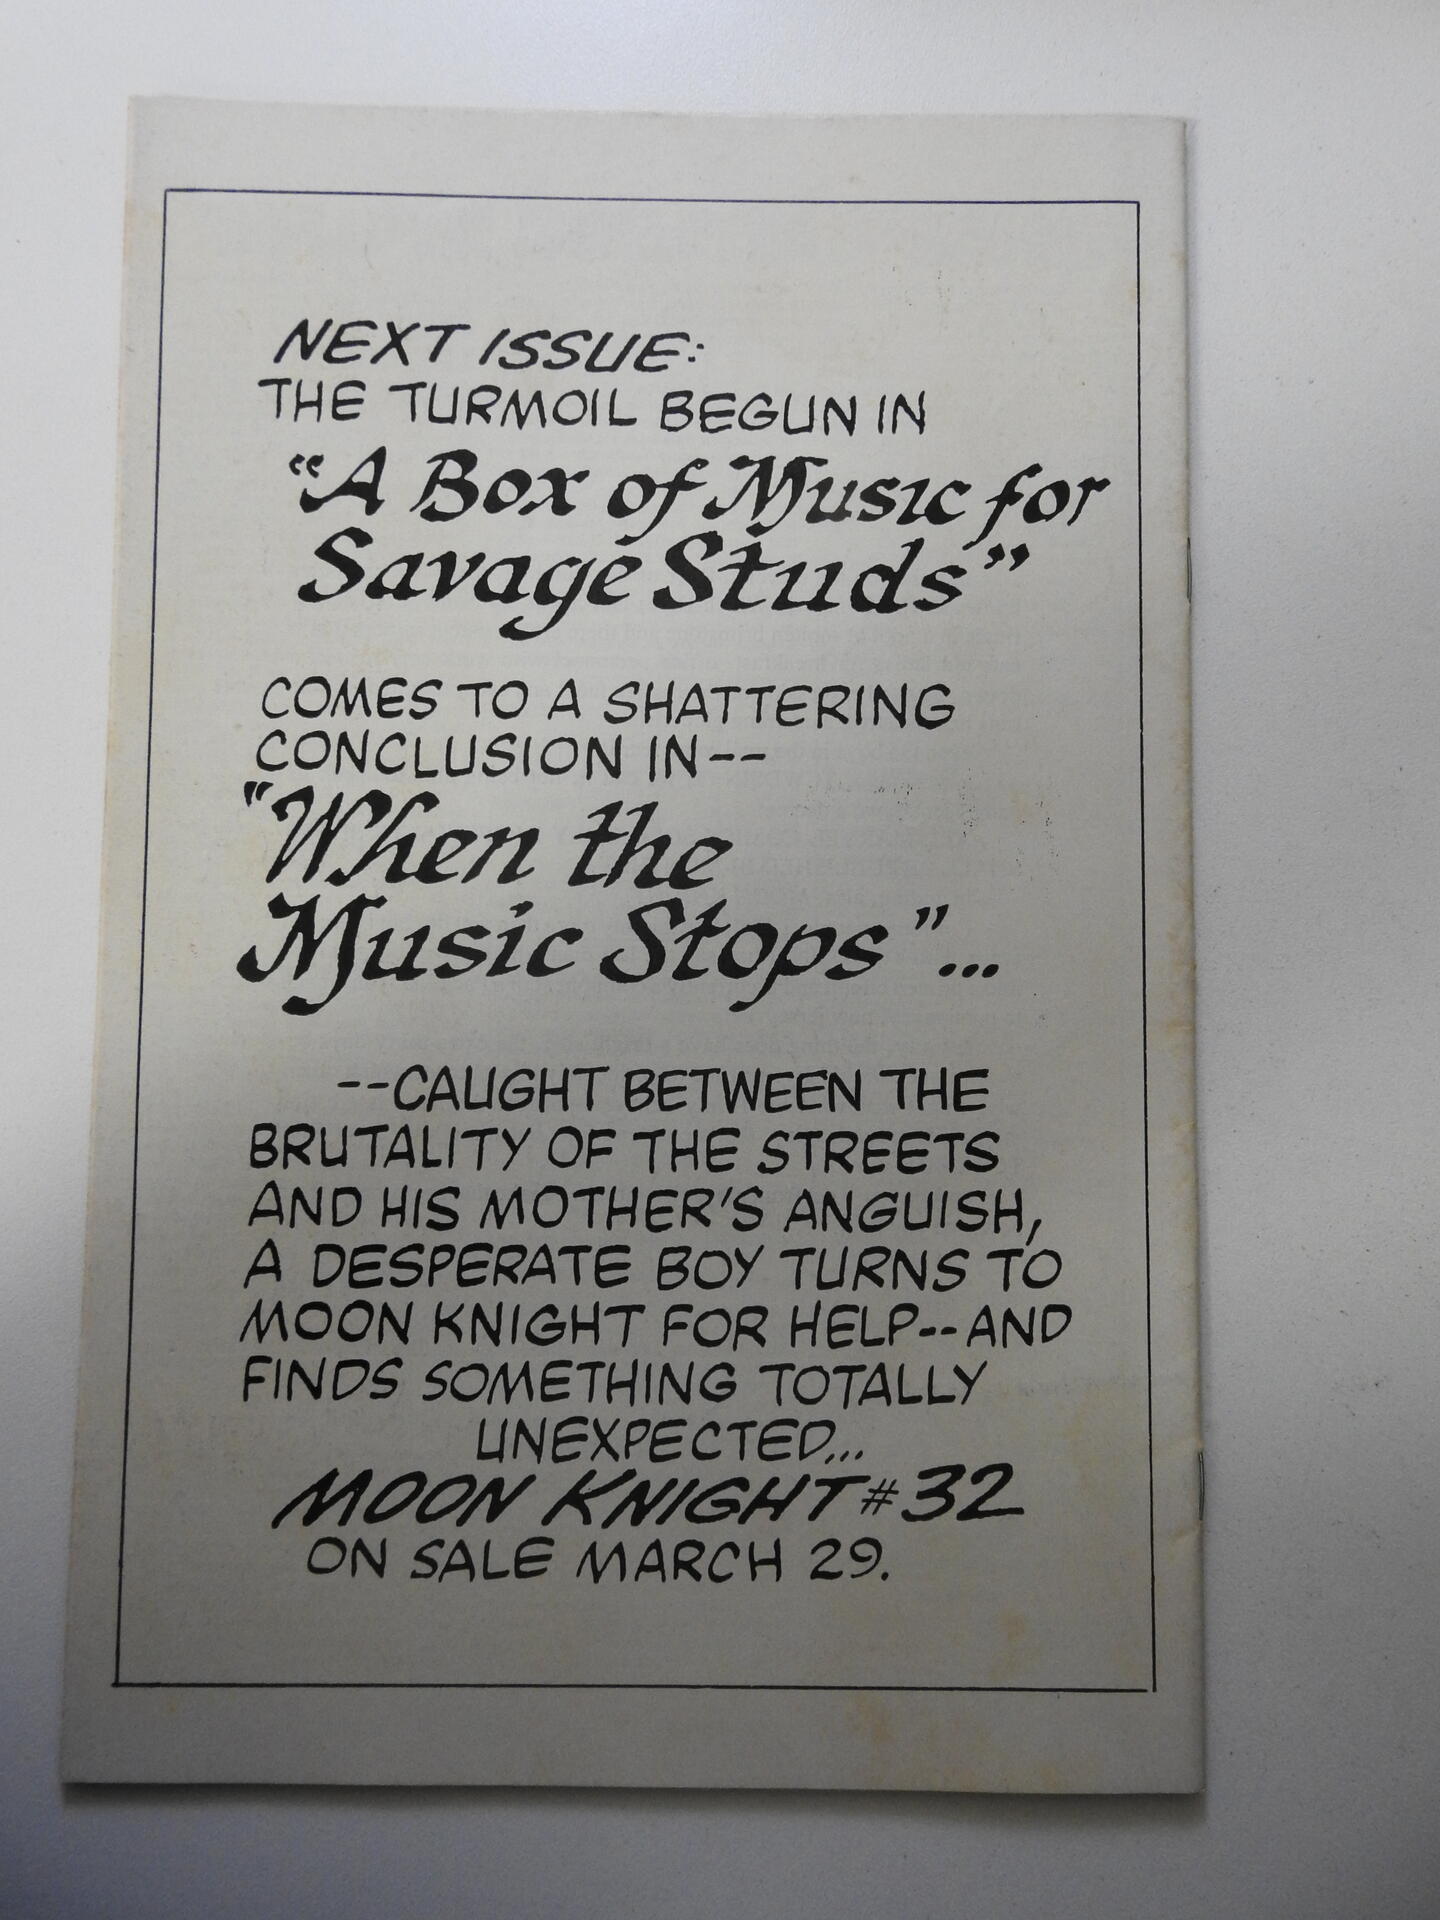 NEXT ISSUE:
THE TURMOIL BEGUN IN
“A Box of Music for
Savage Studs”
COMES TO A SHATTERING
CONCLUSION IN--
"When the
Music Stops”...
--CAUGHT BETWEEN THE
BRUTALITY OF THE STREETS
AND HIS MOTHER'S ANGUISH,
A DESPERATE BOY TURNS TO
MOON KNIGHT FOR HELP--AND
FINDS SOMETHING TOTALLY
UNEXPECTED...
MOON KNIGHT #32
ON SALE MARCH 29.